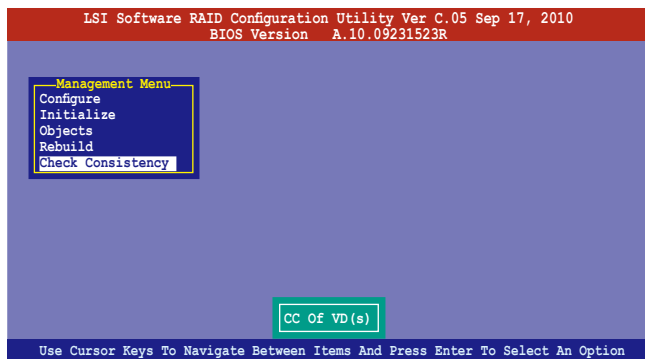 LSI Software RAID Configuration Utility Ver C.05 Sep 17, 2010
BIOS Version A.10.09231523R
Management Menu
Configure
Initialize
Objects
Rebuild
Check Consistency
CC Of VD(s)
Use Cursor Keys To Navigate Between Items And Press Enter To Select An Option